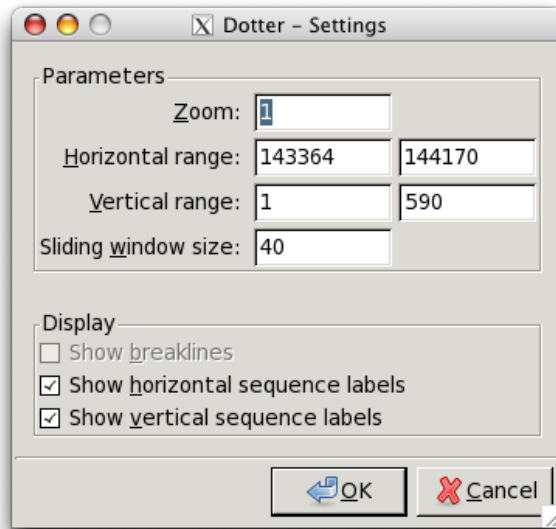 X Dotter – Settings
Parameters
Zoom: 1
Horizontal range: 143364 144170
Vertical range: 1 590
Sliding window size: 40
Display
Show breaklines
Show horizontal sequence labels
Show vertical sequence labels
OK Cancel